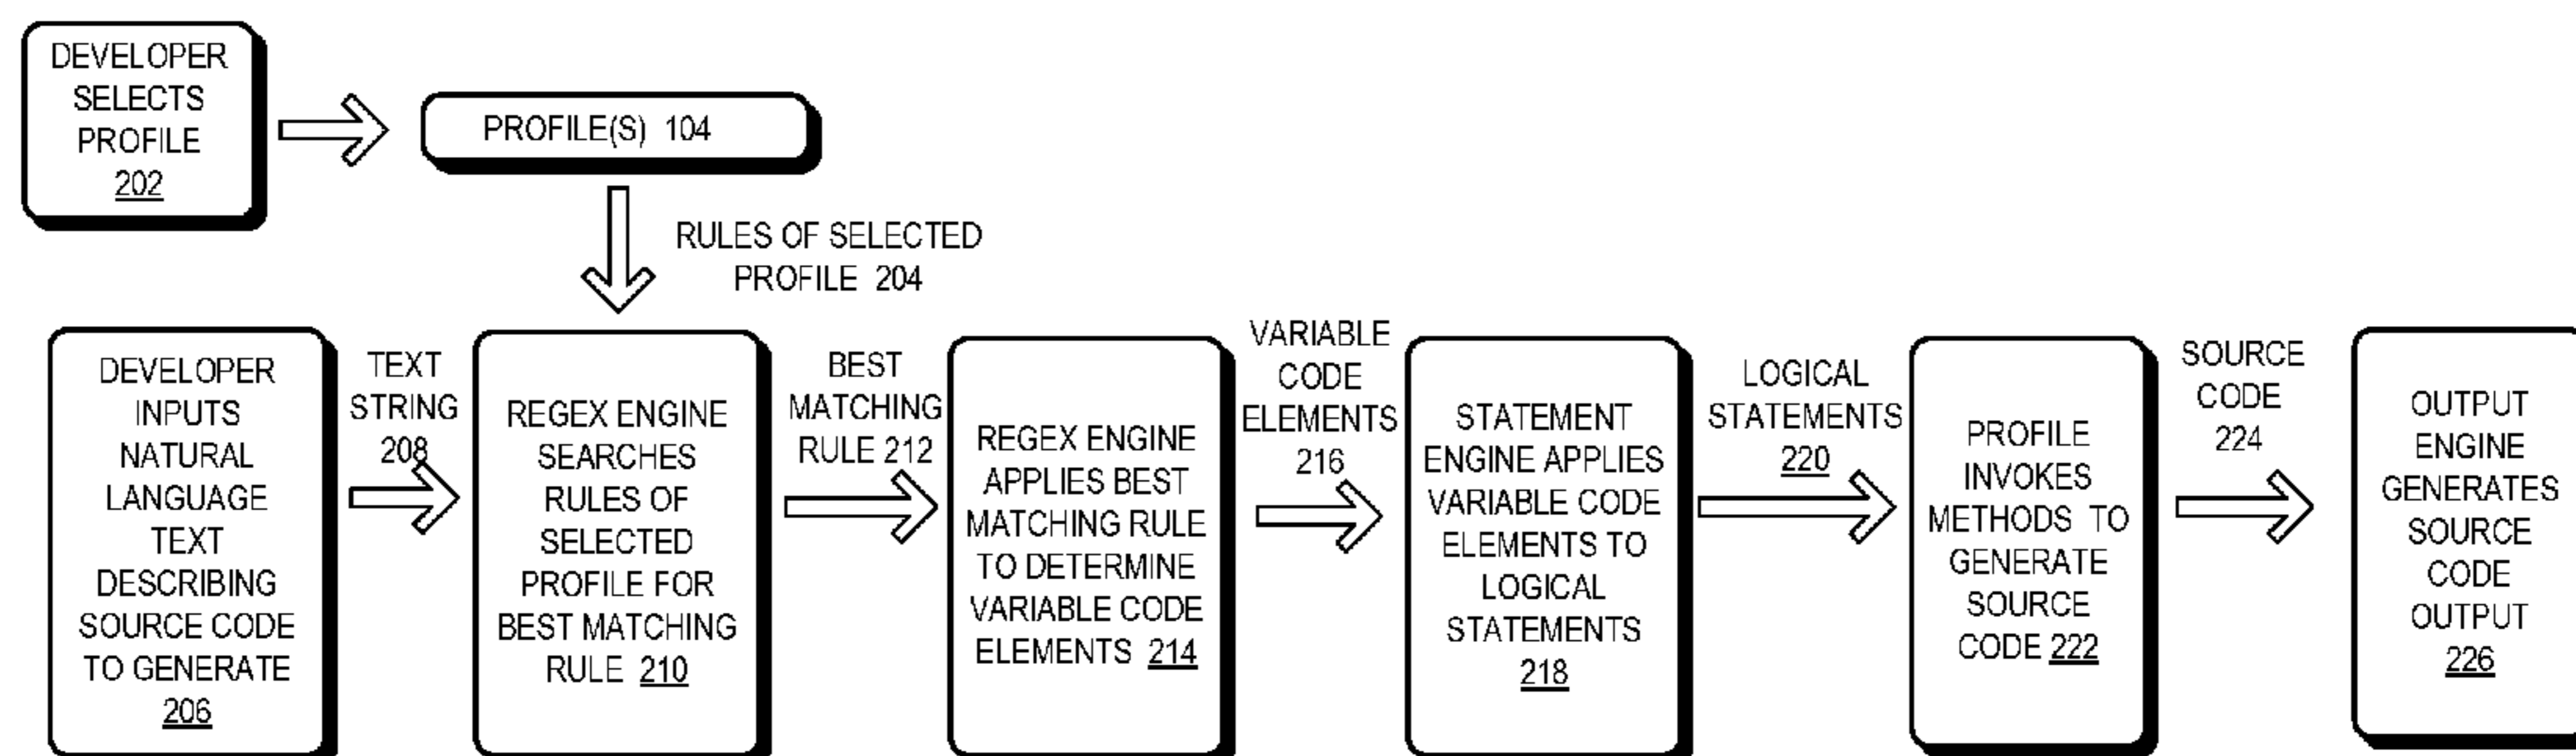 DEVELOPER
SELECTS
PROFILE
202
PROFILE(S) 104
RULES OF SELECTED
PROFILE 204
DEVELOPER
INPUTS
NATURAL
LANGUAGE
TEXT
DESCRIBING
SOURCE CODE
TO GENERATE
206
TEXT
STRING
208
REGEX ENGINE
SEARCHES
RULES OF
SELECTED
PROFILE FOR
BEST MATCHING
RULE 210
BEST
MATCHING
RULE 212
REGEX ENGINE
APPLIES BEST
MATCHING RULE
TO DETERMINE
VARIABLE CODE
ELEMENTS 214
VARIABLE
CODE
ELEMENTS
216
STATEMENT
ENGINE APPLIES
VARIABLE CODE
ELEMENTS TO
LOGICAL
STATEMENTS
218
LOGICAL
STATEMENTS
220
PROFILE
INVOKES
METHODS TO
GENERATE
SOURCE
CODE 222
SOURCE
CODE
224
OUTPUT
ENGINE
GENERATES
SOURCE
CODE
OUTPUT
226